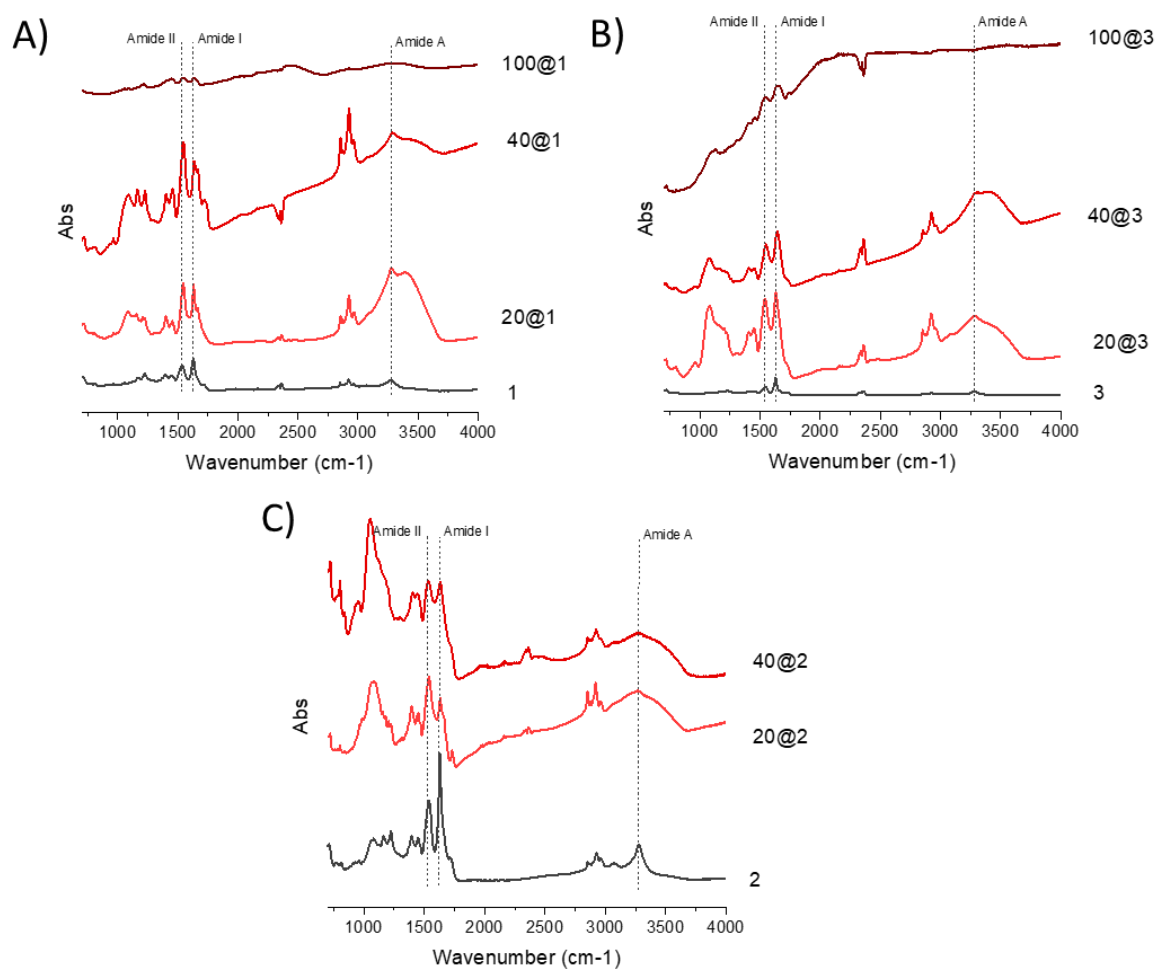 A)
Amide II
Amide I
Amide A
100@1
40@1
20@1
1
Abs
1000 1500 2000 2500 3000 3500 4000
Wavenumber (cm-1)
B)
Amide II
Amide I
Amide A
100@3
40@3
20@3
3
Abs
1000 1500 2000 2500 3000 3500 4000
Wavenumber (cm-1)
C)
Amide II
Amide I
Amide A
40@2
20@2
2
Abs
1000 1500 2000 2500 3000 3500 4000
Wavenumber (cm-1)